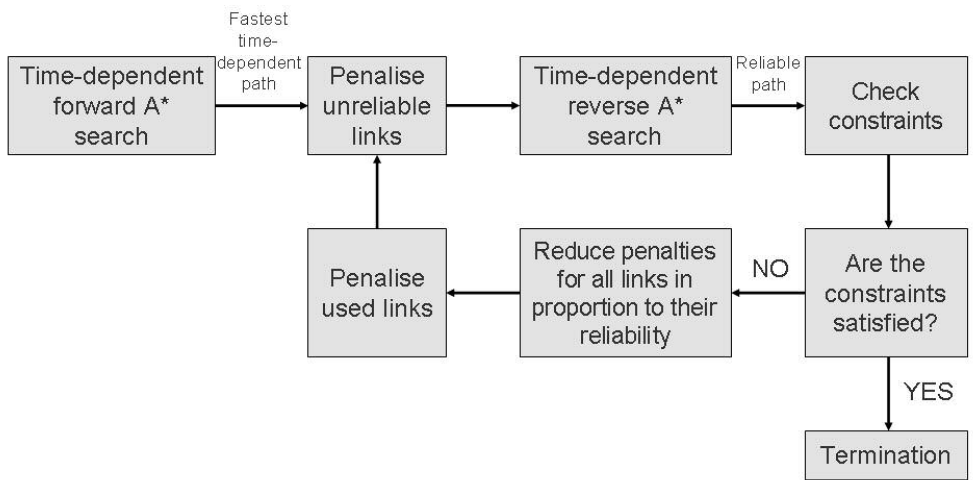 Time-dependent
forward A*
search
Fastest
time-
dependent
path
Penalise
unreliable
links
Time-dependent
reverse A*
search
Reliable
path
Check
constraints
Penalise
used links
Reduce penalties
for all links in
proportion to their
reliability
NO
Are the
constraints
satisfied?
YES
Termination